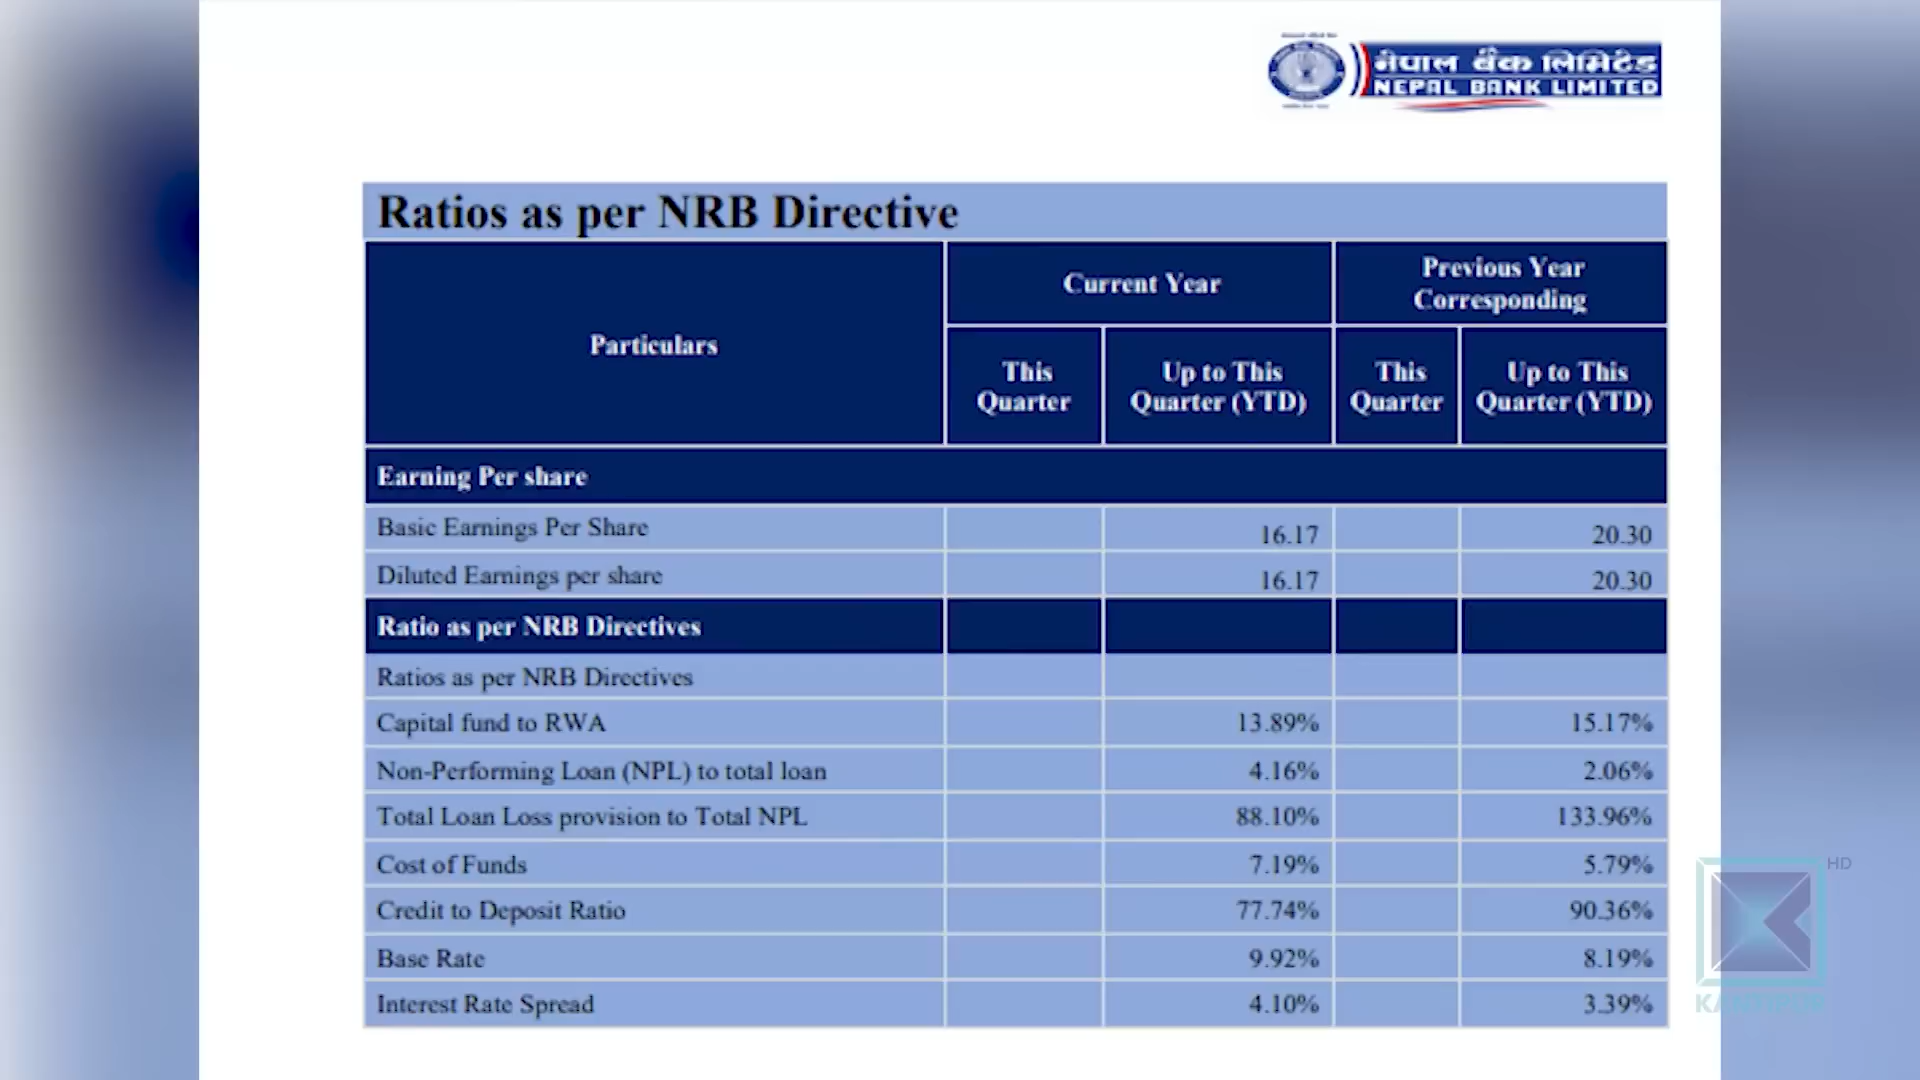 नेपाल बैंक लिमिटेड
NEPAL BANK LIMITED
Ratios as per NRB Directive
Particulars
Current Year
Previous Year
Corresponding
This
Quarter
Up to This
Quarter (YTD)
This
Quarter
Up to This
Quarter (YTD)
Earning Per share
Basic Earnings Per Share 16.17 20.30
Diluted Earnings per share 16.17 20.30
Ratio as per NRB Directives
Ratios as per NRB Directives
Capital fund to RWA 13.89% 15.17%
Non-Performing Loan (NPL) to total loan 4.16% 2.06%
Total Loan Loss provision to Total NPL 88.10% 133.96%
Cost of Funds 7.19% 5.79%
Credit to Deposit Ratio 77.74% 90.36%
Base Rate 9.92% 8.19%
Interest Rate Spread 4.10% 3.39%
HD